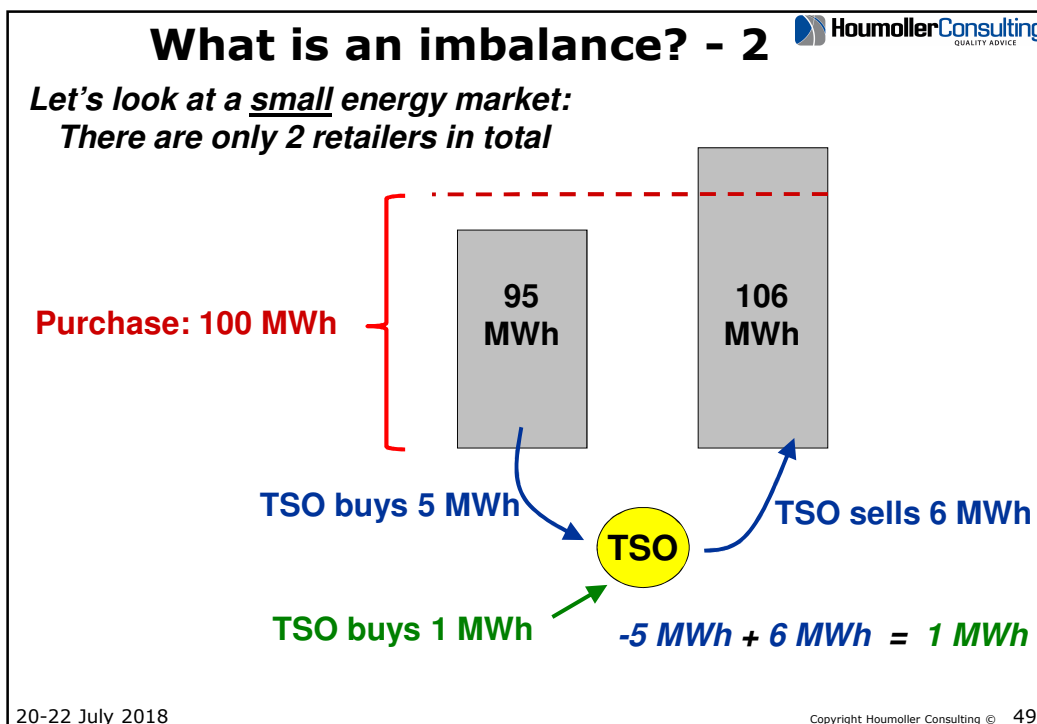 What is an imbalance? - 2
HoumollerConsulting
QUALITY ADVICE
Let's look at a small energy market:
There are only 2 retailers in total
95
MWh
106
MWh
Purchase: 100 MWh
TSO buys 5 MWh
TSO sells 6 MWh
TSO
TSO buys 1 MWh
-5 MWh + 6 MWh = 1 MWh
20-22 July 2018
Copyright Houmoller Consulting © 49